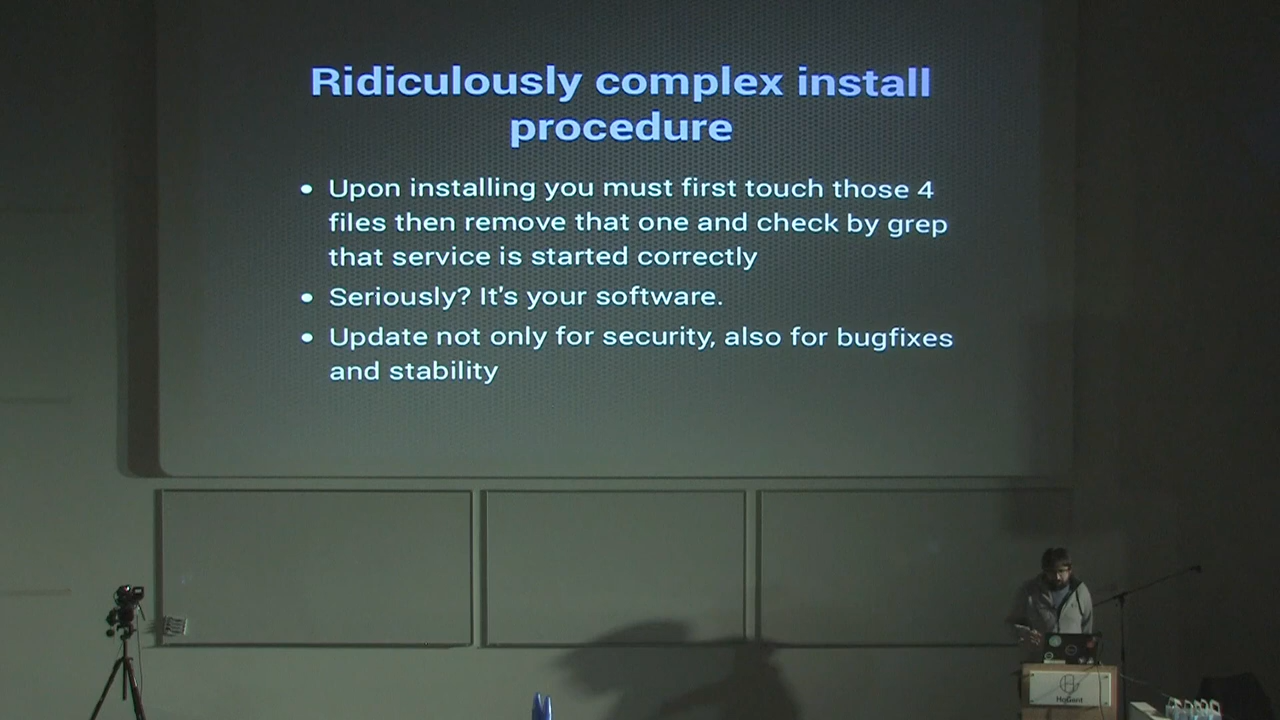 Ridiculously complex install
procedure
• Upon installing you must first touch those 4
files then remove that one and check by grep
that service is started correctly
• Seriously? It's your software.
• Update not only for security, also for bugfixes
and stability
HoGent